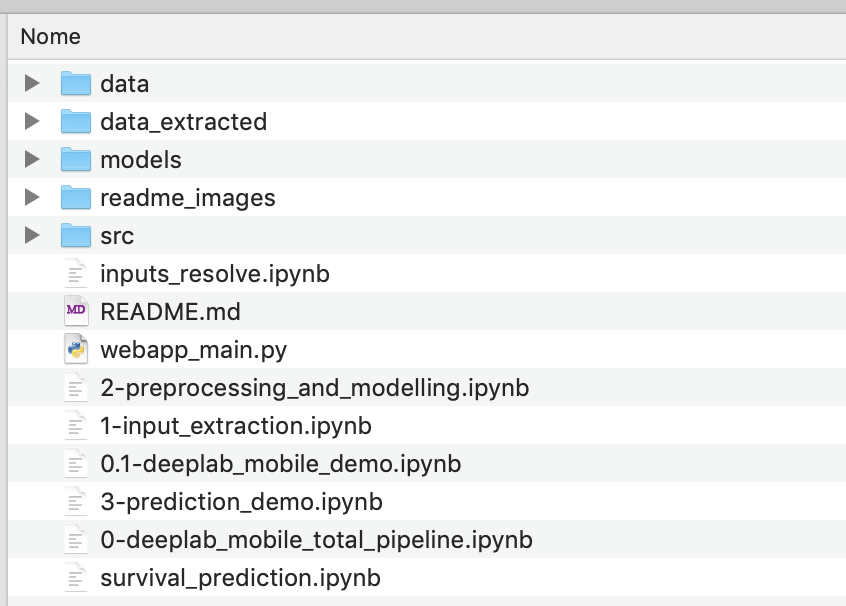 Nome
data
data_extracted
models
readme_images
src
inputs_resolve.ipynb
MD README.md
webapp_main.py
2-preprocessing_and_modelling.ipynb
1-input_extraction.ipynb
0.1-deeplab_mobile_demo.ipynb
3-prediction_demo.ipynb
0-deeplab_mobile_total_pipeline.ipynb
survival_prediction.ipynb